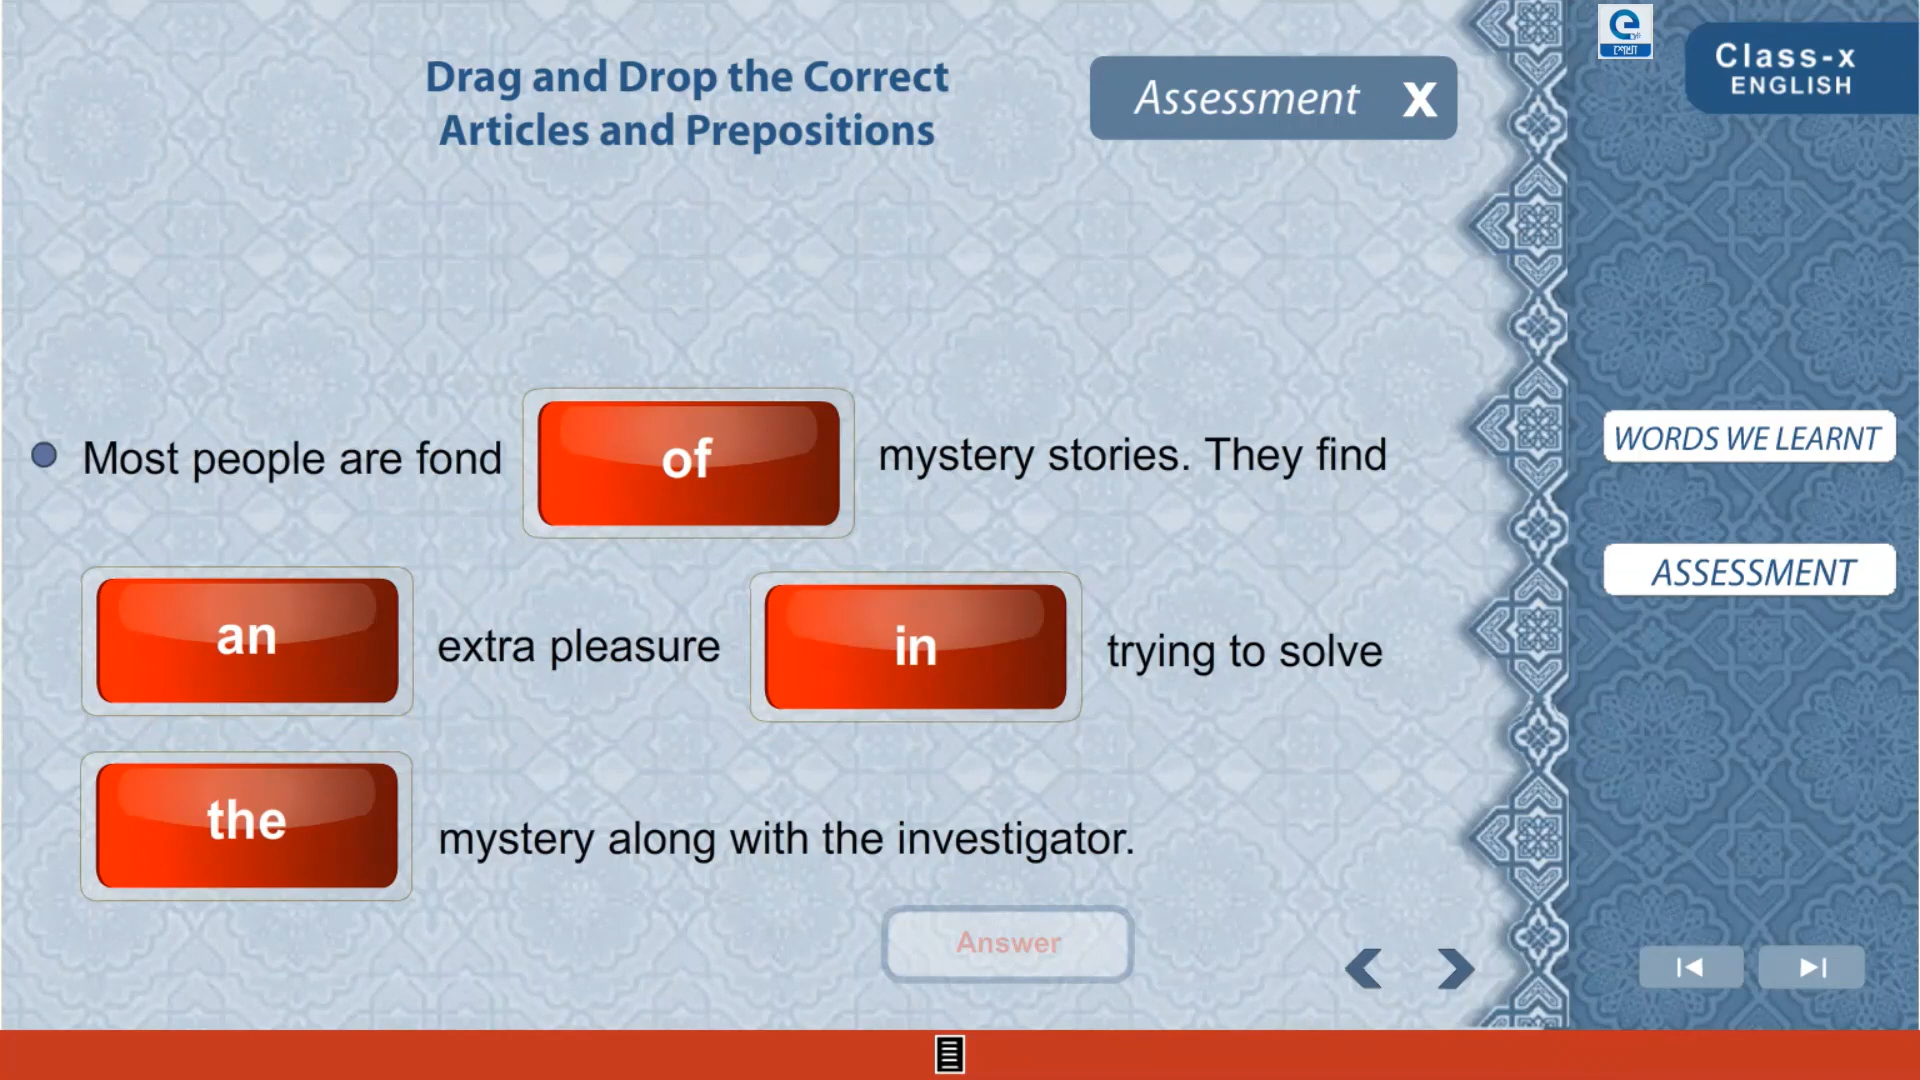 Drag and Drop the Correct
Articles and Prepositions
Assessment X
Class-x
ENGLISH
Most people are fond of mystery stories. They find
an extra pleasure in trying to solve
the mystery along with the investigator.
Answer
WORDS WE LEARNT
ASSESSMENT